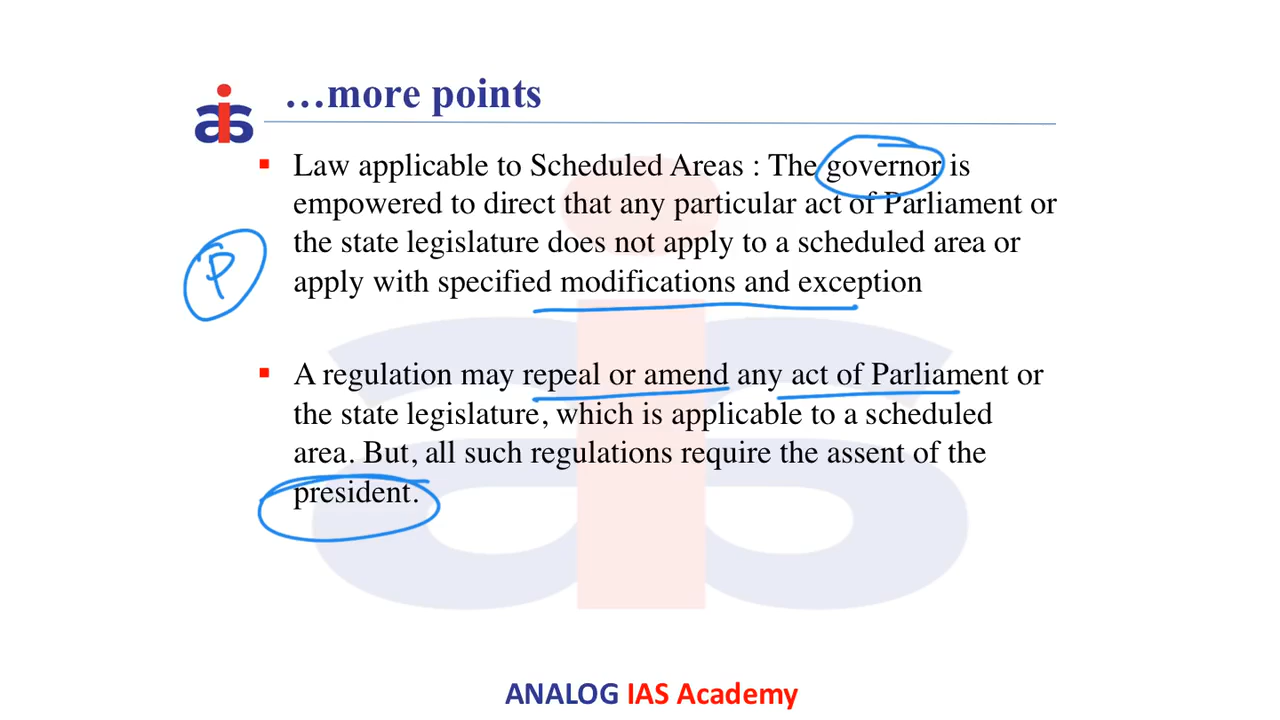 ais
…more points
▪ Law applicable to Scheduled Areas : The governor is
empowered to direct that any particular act of Parliament or
the state legislature does not apply to a scheduled area or
apply with specified modifications and exception
P
▪ A regulation may repeal or amend any act of Parliament or
the state legislature, which is applicable to a scheduled
area. But, all such regulations require the assent of the
president.
ANALOG IAS Academy